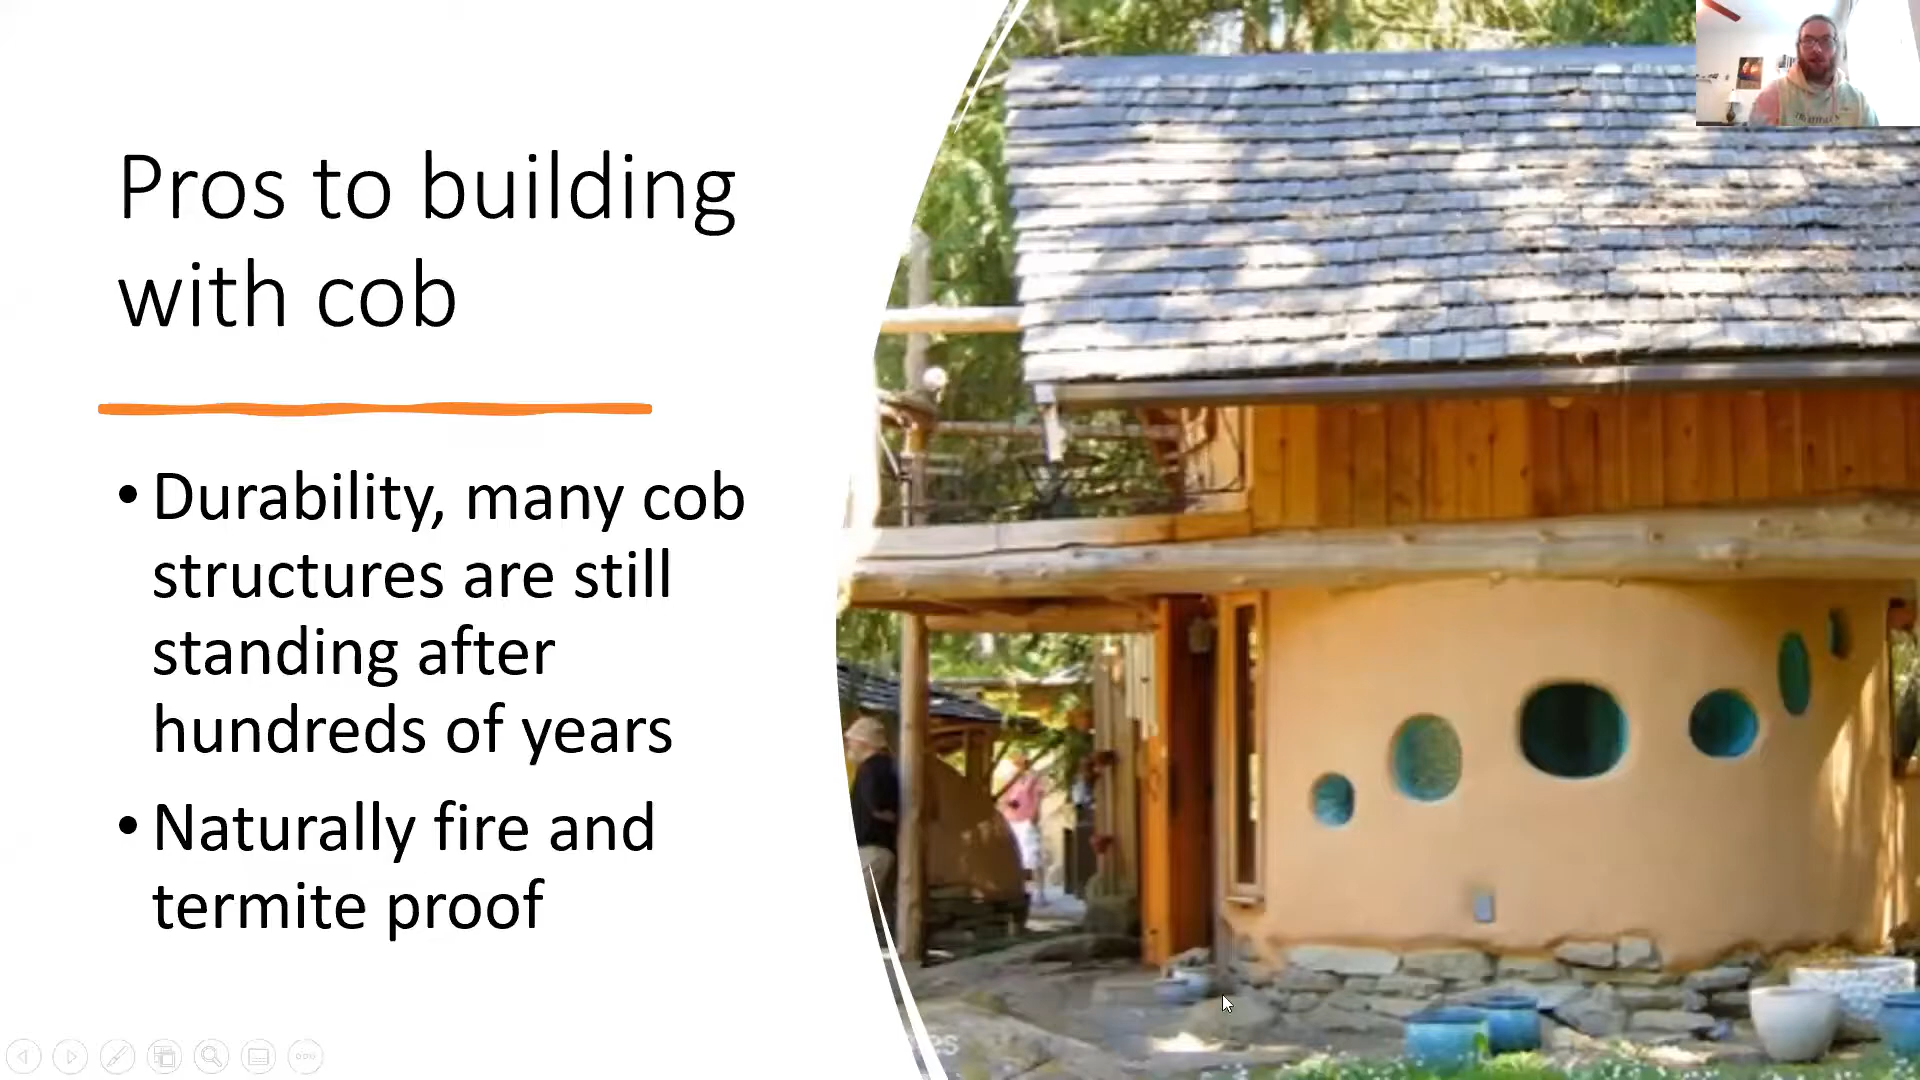 Pros to building
with cob
• Durability, many cob
structures are still
standing after
hundreds of years
• Naturally fire and
termite proof